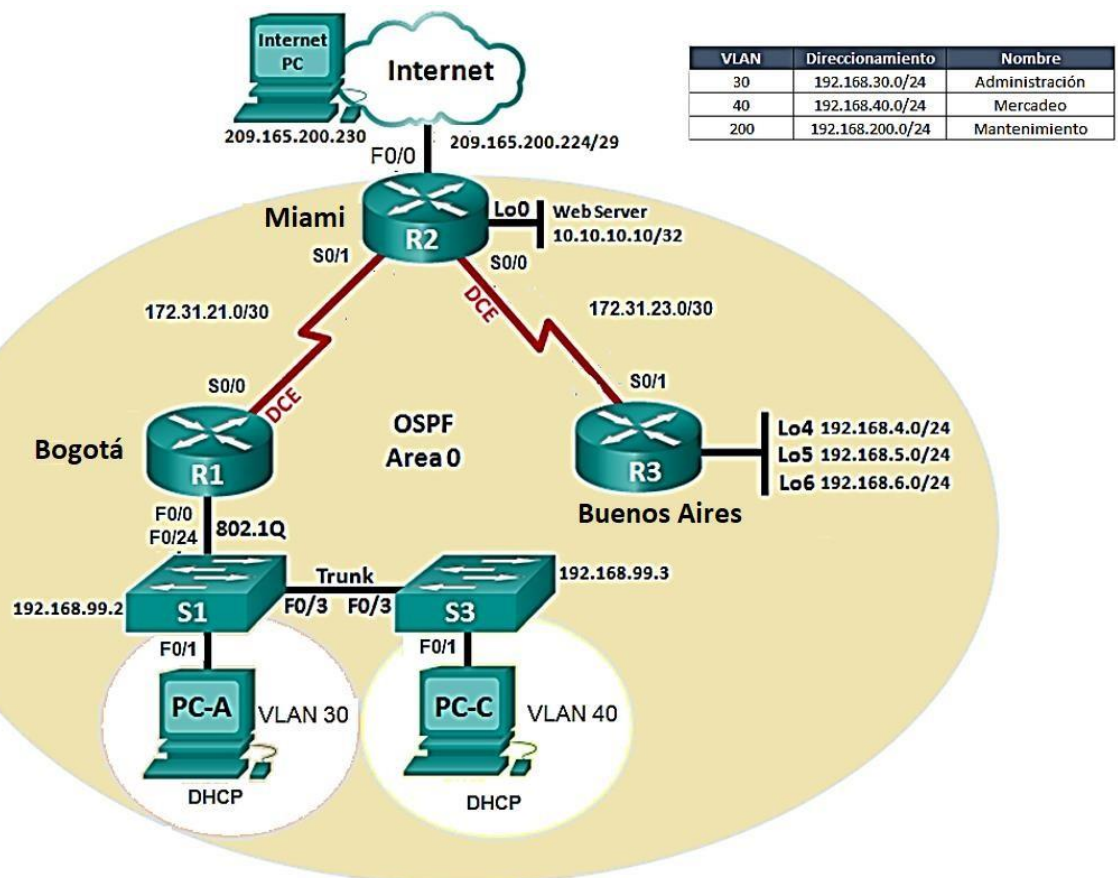 Internet
PC
Internet
209.165.200.230
209.165.200.224/29
F0/0
VLAN Direccionamiento Nombre
30 192.168.30.0/24 Administración
40 192.168.40.0/24 Mercadeo
200 192.168.200.0/24 Mantenimiento
Miami
R2
Lo0
Web Server
10.10.10.10/32
S0/1
S0/0
DCE
172.31.21.0/30
172.31.23.0/30
S0/0
DCE
S0/1
Bogotá
R1
OSPF
Area 0
R3
Buenos Aires
Lo4 192.168.4.0/24
Lo5 192.168.5.0/24
Lo6 192.168.6.0/24
F0/0
F0/24
802.1Q
192.168.99.2
S1
Trunk
F0/3 F0/3
S3
192.168.99.3
F0/1
F0/1
PC-A
VLAN 30
DHCP
PC-C
VLAN 40
DHCP